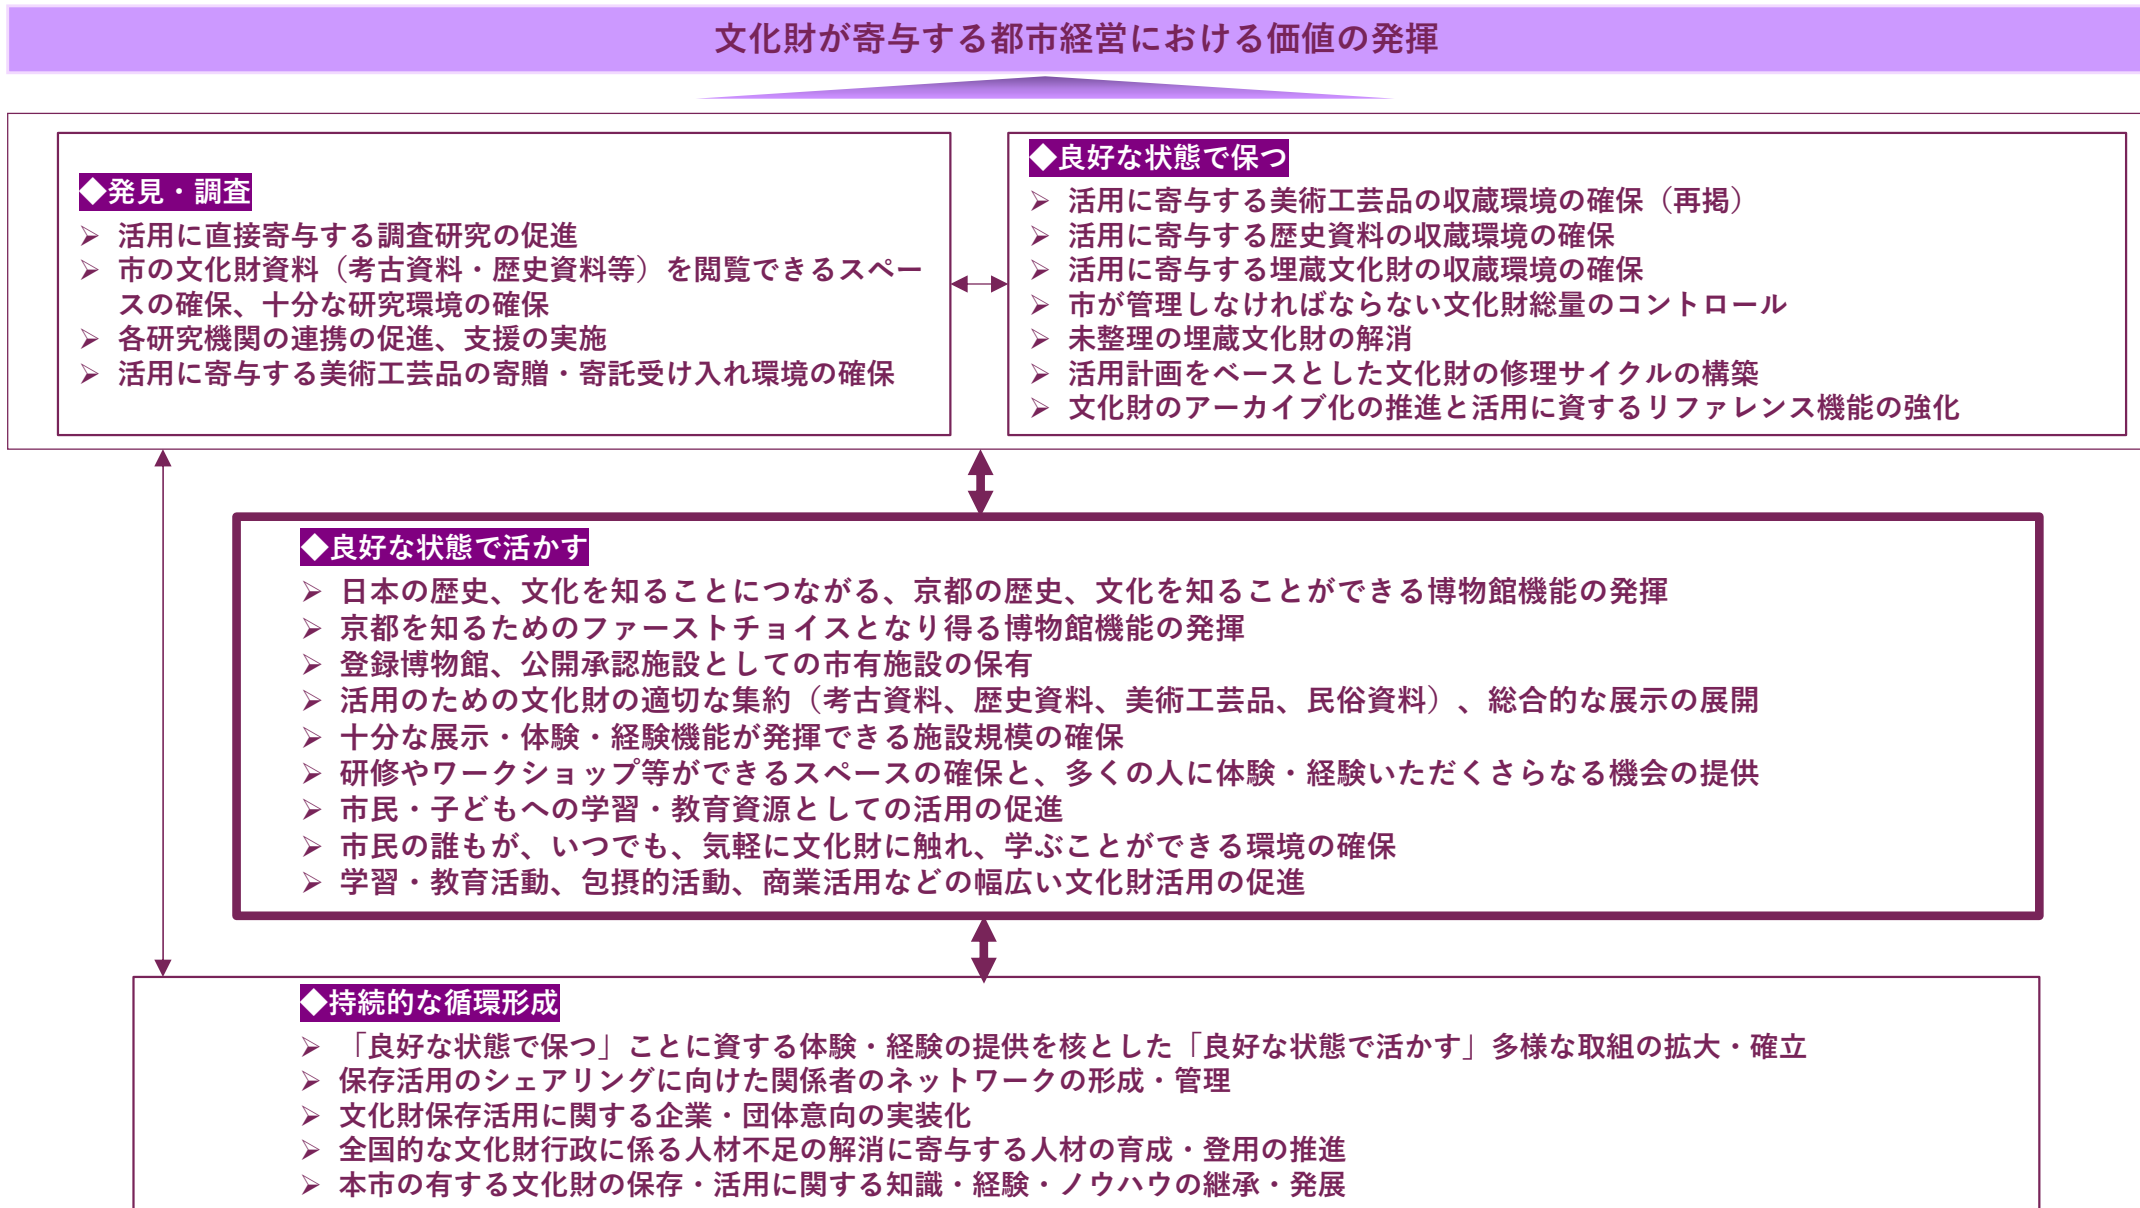 文化財が寄与する都市経営における価値の発揮
◆発見・調査
➢ 活用に直接寄与する調査研究の促進
➢ 市の文化財資料（考古資料・歴史資料等）を閲覧できるスペー
スの確保、十分な研究環境の確保
➢ 各研究機関の連携の促進、支援の実施
➢ 活用に寄与する美術工芸品の寄贈・寄託受け入れ環境の確保
◆良好な状態で保つ
➢ 活用に寄与する美術工芸品の収蔵環境の確保（再掲）
➢ 活用に寄与する歴史資料の収蔵環境の確保
➢ 活用に寄与する埋蔵文化財の収蔵環境の確保
➢ 市が管理しなければならない文化財総量のコントロール
➢ 未整理の埋蔵文化財の解消
➢ 活用計画をベースとした文化財の修理サイクルの構築
➢ 文化財のアーカイブ化の推進と活用に資するリファレンス機能の強化
◆良好な状態で活かす
➢ 日本の歴史、文化を知ることにつながる、京都の歴史、文化を知ることができる博物館機能の発揮
➢ 京都を知るためのファーストチョイスとなり得る博物館機能の発揮
➢ 登録博物館、公開承認施設としての市有施設の保有
➢ 活用のための文化財の適切な集約（考古資料、歴史資料、美術工芸品、民俗資料）、総合的な展示の展開
➢ 十分な展示・体験・経験機能が発揮できる施設規模の確保
➢ 研修やワークショップ等ができるスペースの確保と、多くの人に体験・経験いただくさらなる機会の提供
➢ 市民・子どもへの学習・教育資源としての活用の促進
➢ 市民の誰もが、いつでも、気軽に文化財に触れ、学ぶことができる環境の確保
➢ 学習・教育活動、包摂的活動、商業活用などの幅広い文化財活用の促進
◆持続的な循環形成
➢ 「良好な状態で保つ」ことに資する体験・経験の提供を核とした「良好な状態で活かす」多様な取組の拡大・確立
➢ 保存活用のシェアリングに向けた関係者のネットワークの形成・管理
➢ 文化財保存活用に関する企業・団体意向の実装化
➢ 全国的な文化財行政に係る人材不足の解消に寄与する人材の育成・登用の推進
➢ 本市の有する文化財の保存・活用に関する知識・経験・ノウハウの継承・発展